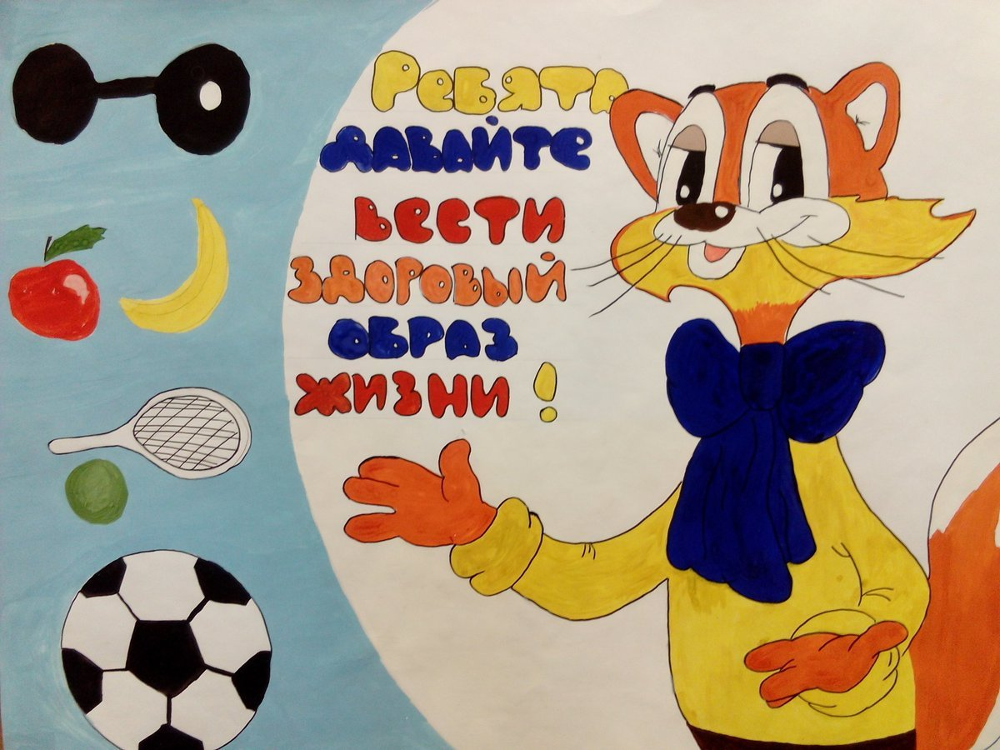 Ребята
давайте
вести
здоровый
образ
жизни!